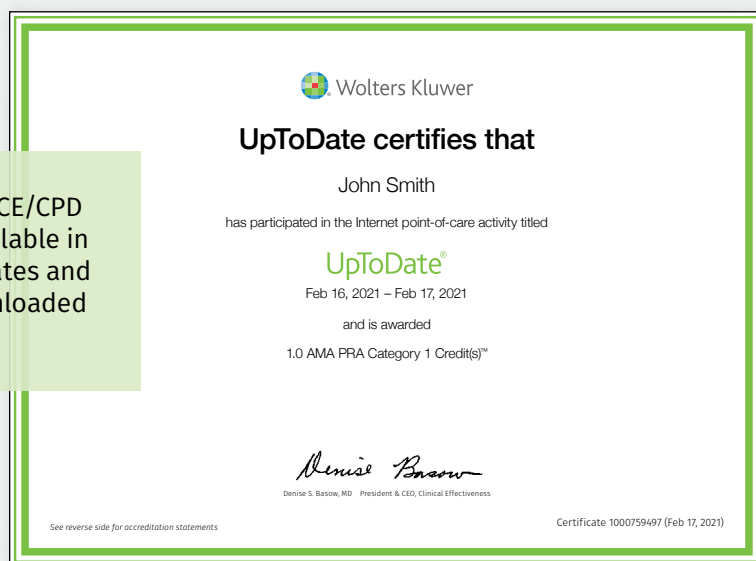 Wolters Kluwer
UpToDate certifies that
John Smith
has participated in the Internet point-of-care activity titled
UpToDate®
Feb 16, 2021 – Feb 17, 2021
and is awarded
1.0 AMA PRA Category 1 Credit(s)™
CE/CPD
lable in
ates and
nloaded
Denise Basow
Denise S. Basow, MD President & CEO, Clinical Effectiveness
See reverse side for accreditation statements
Certificate 1000759497 (Feb 17, 2021)